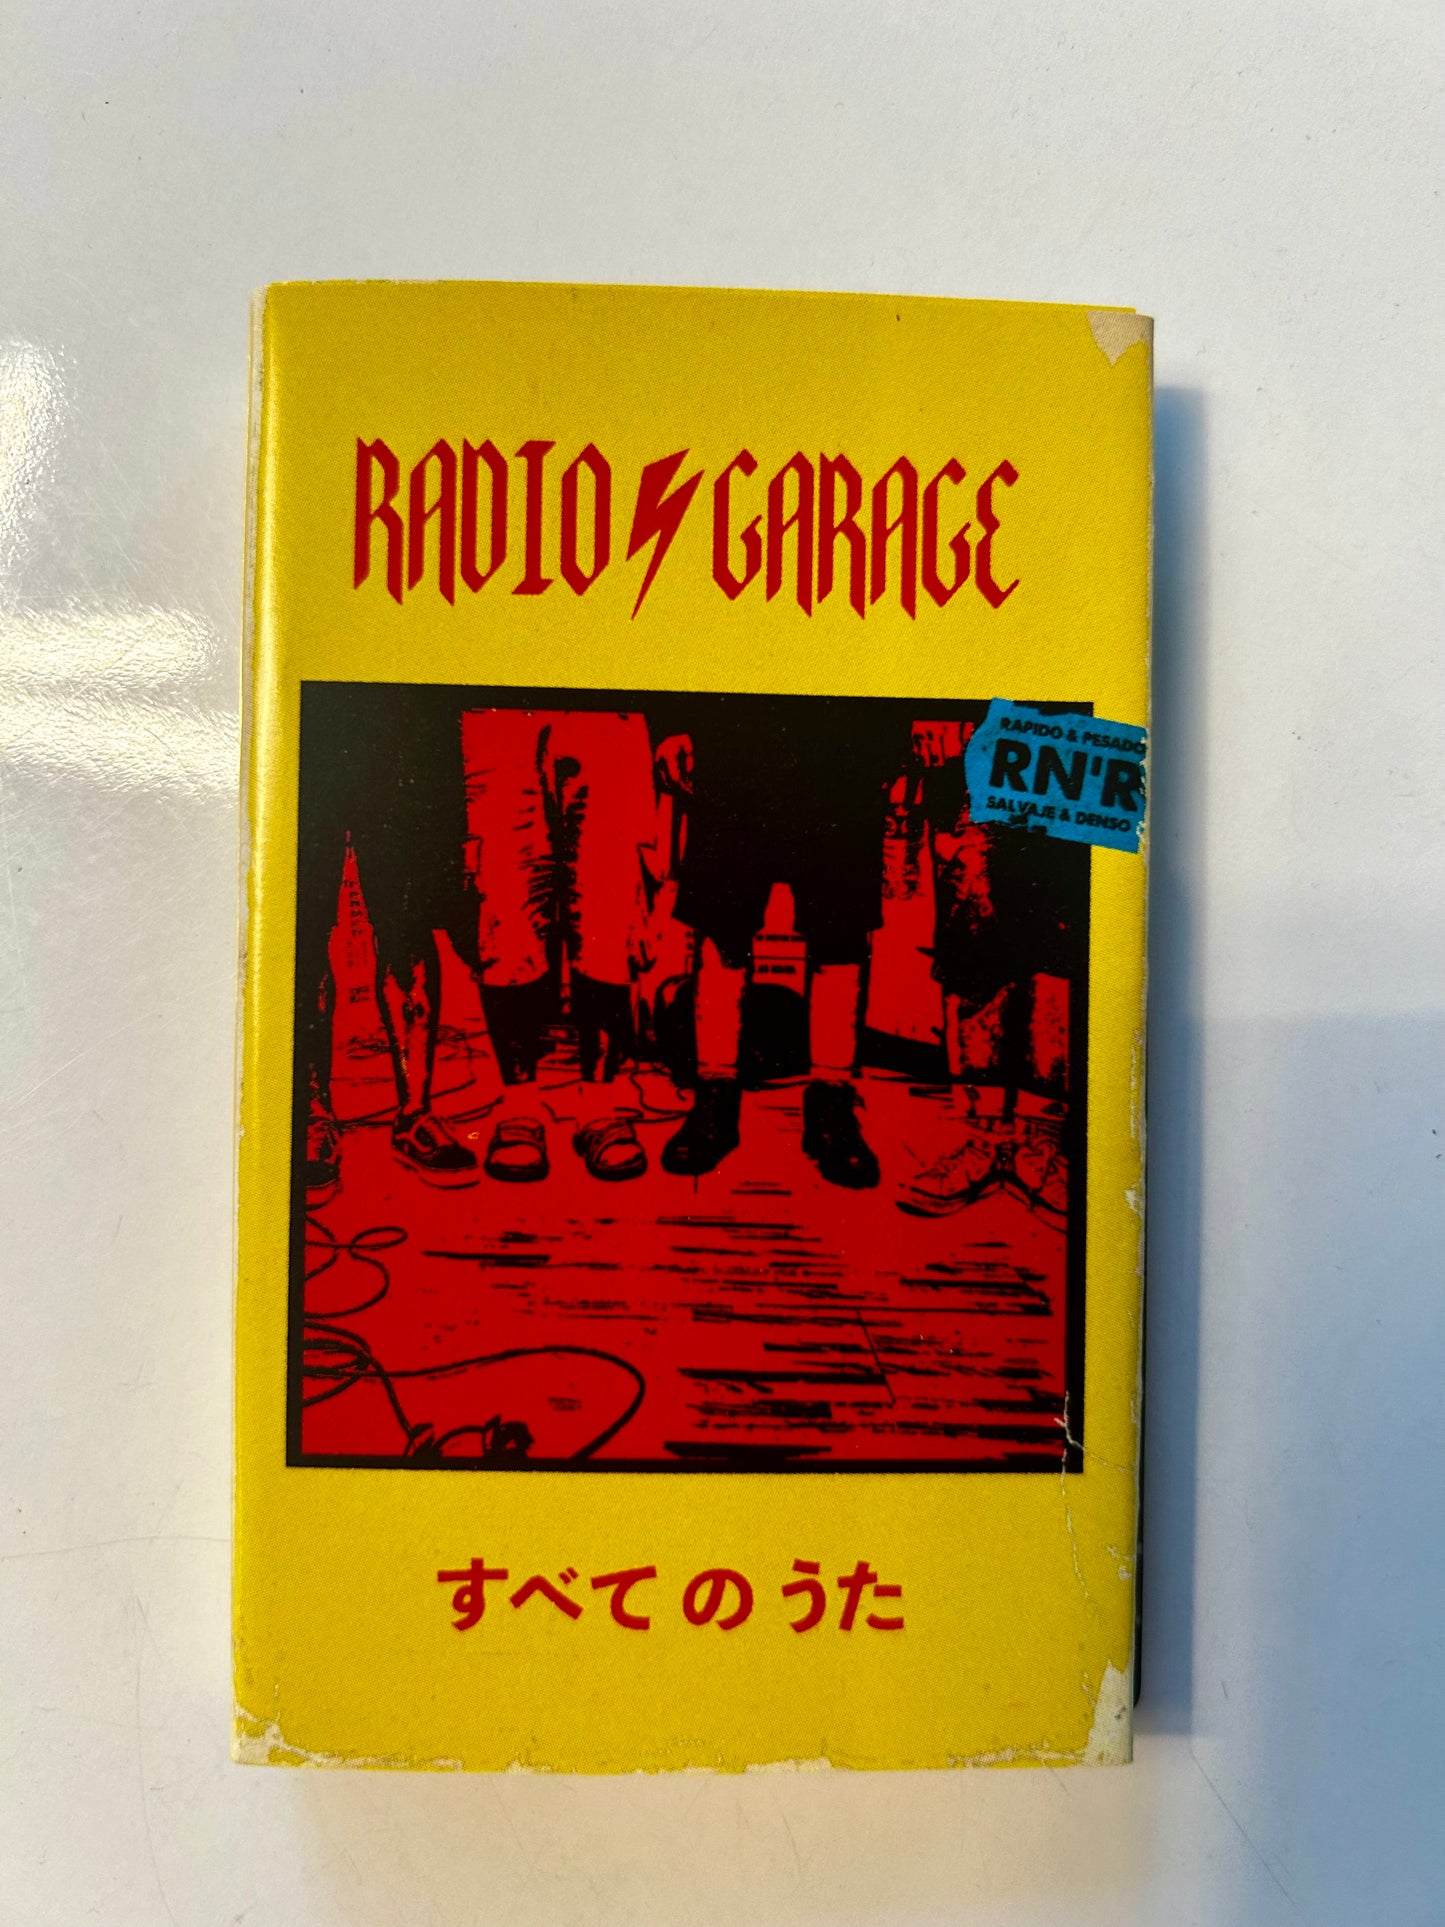 RADIO GARAGE
RAPIDO & PESADO
RN'R
SALVAJE & DENSO
すべて の うた